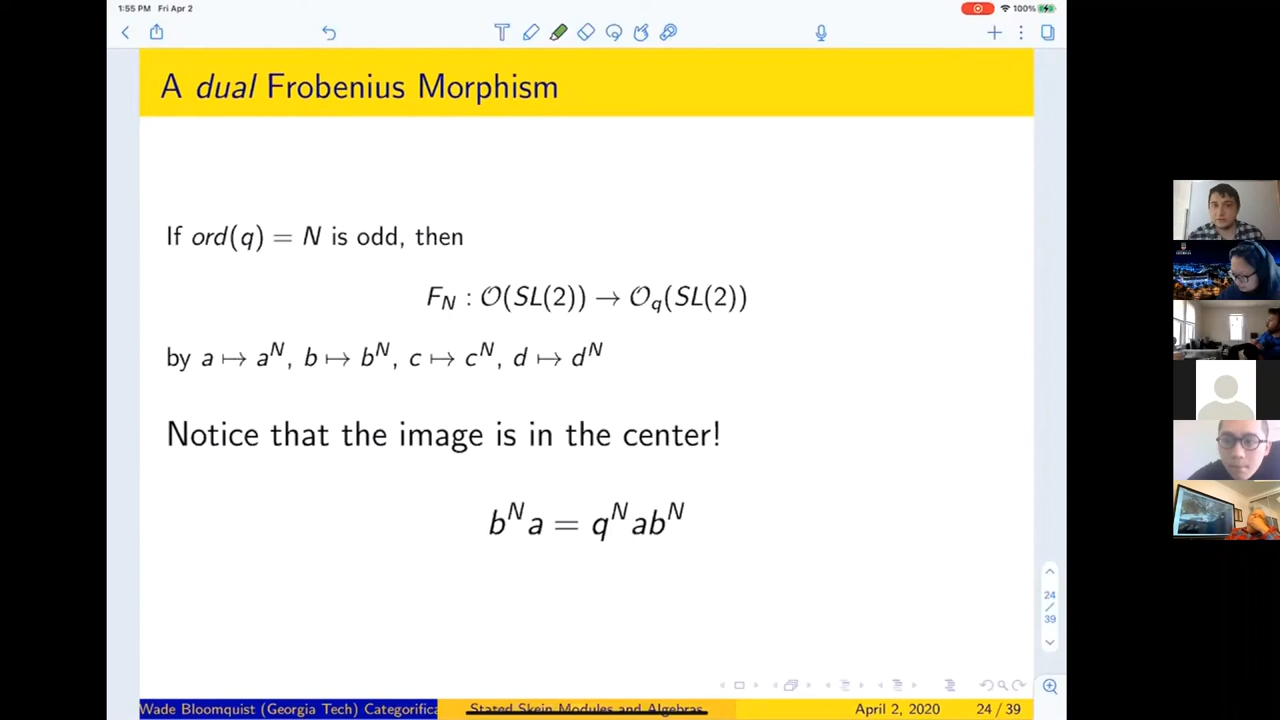 1:55 PM Fri Apr 2
100%
A dual Frobenius Morphism
If ord(q) = N is odd, then
F_N : O(SL(2)) → O_q(SL(2))
by a ↦ a^N, b ↦ b^N, c ↦ c^N, d ↦ d^N
Notice that the image is in the center!
b^N a = q^N ab^N
24
/
39
Wade Bloomquist (Georgia Tech) Categorifica
Stated Skein Modules and Algebras
April 2, 2020
24 / 39